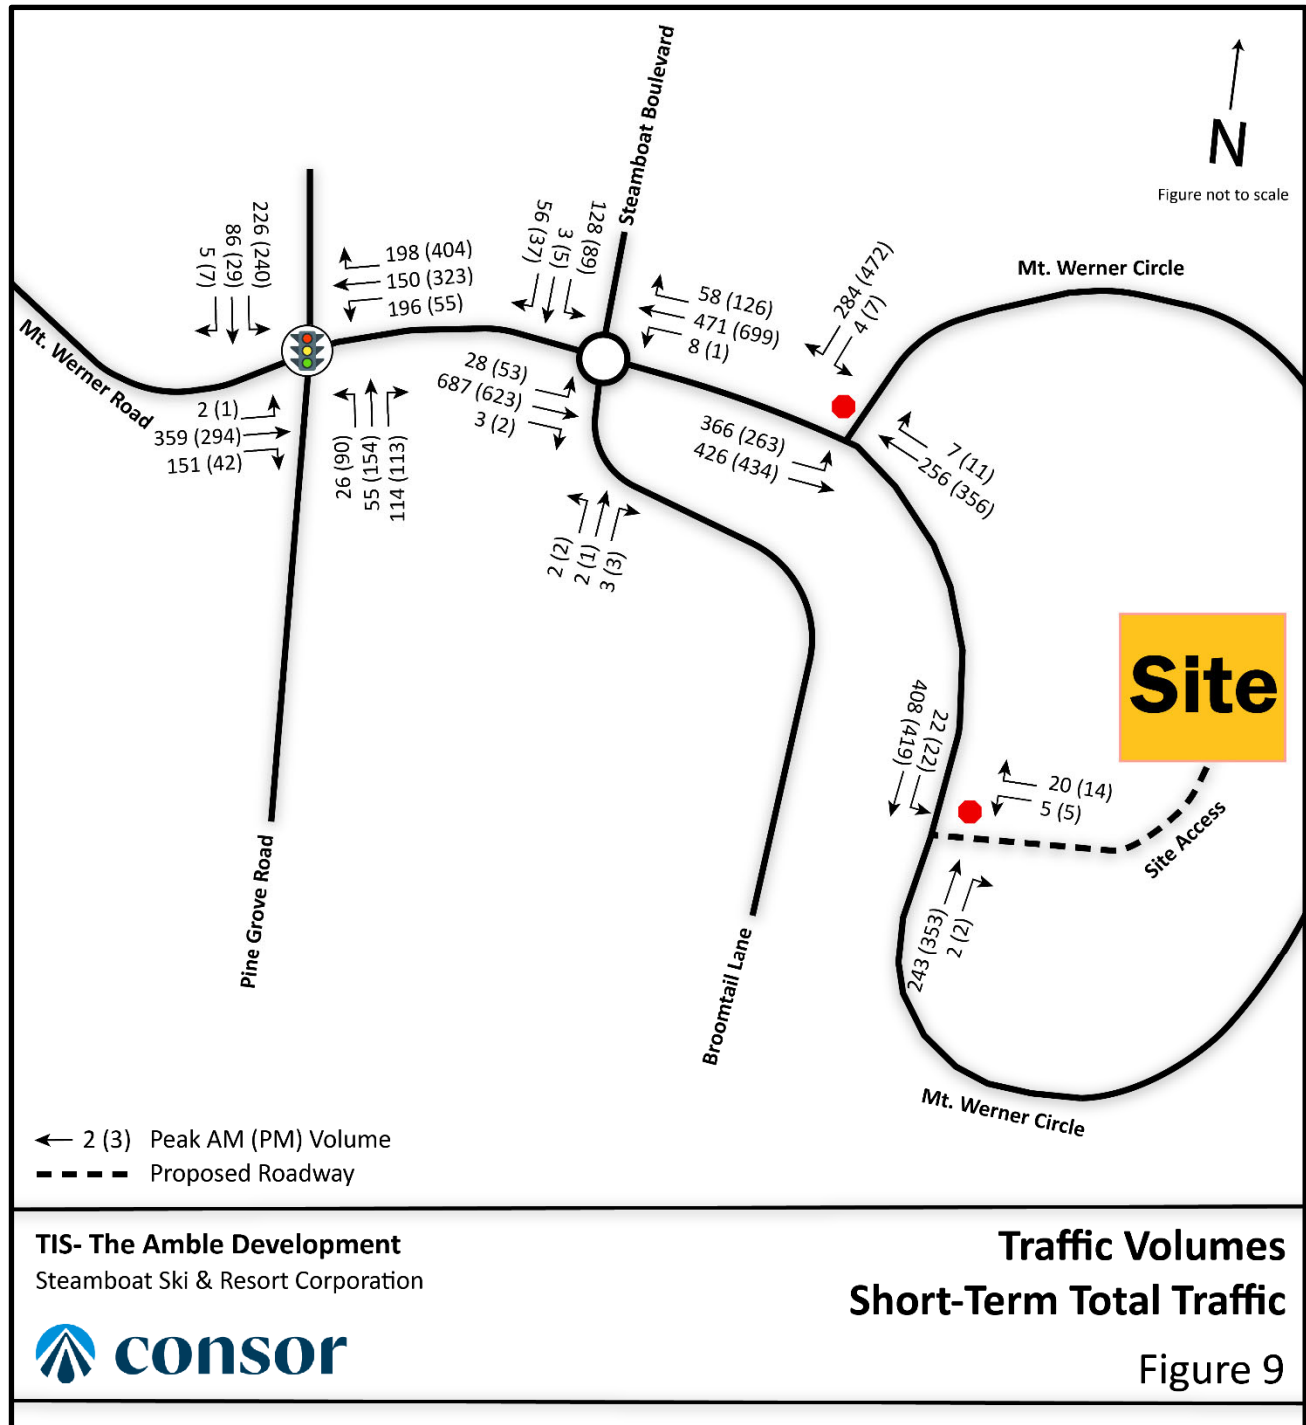 Steamboat Boulevard
N
Figure not to scale
Mt. Werner Circle
226 (240)
86 (29)
5 (7)
198 (404)
150 (323)
196 (55)
56 (37)
3 (5)
128 (89)
58 (126)
471 (699)
8 (1)
284 (472)
4 (7)
Mt. Werner Road
2 (1)
359 (294)
151 (42)
26 (90)
55 (154)
114 (113)
28 (53)
687 (623)
3 (2)
2 (2)
2 (1)
3 (3)
366 (263)
426 (434)
7 (11)
256 (356)
Site
408 (419)
22 (22)
20 (14)
5 (5)
Site Access
243 (353)
2 (2)
Pine Grove Road
Broomtail Lane
Mt. Werner Circle
2 (3) Peak AM (PM) Volume
Proposed Roadway
TIS- The Amble Development
Steamboat Ski & Resort Corporation
consor
Traffic Volumes
Short-Term Total Traffic
Figure 9